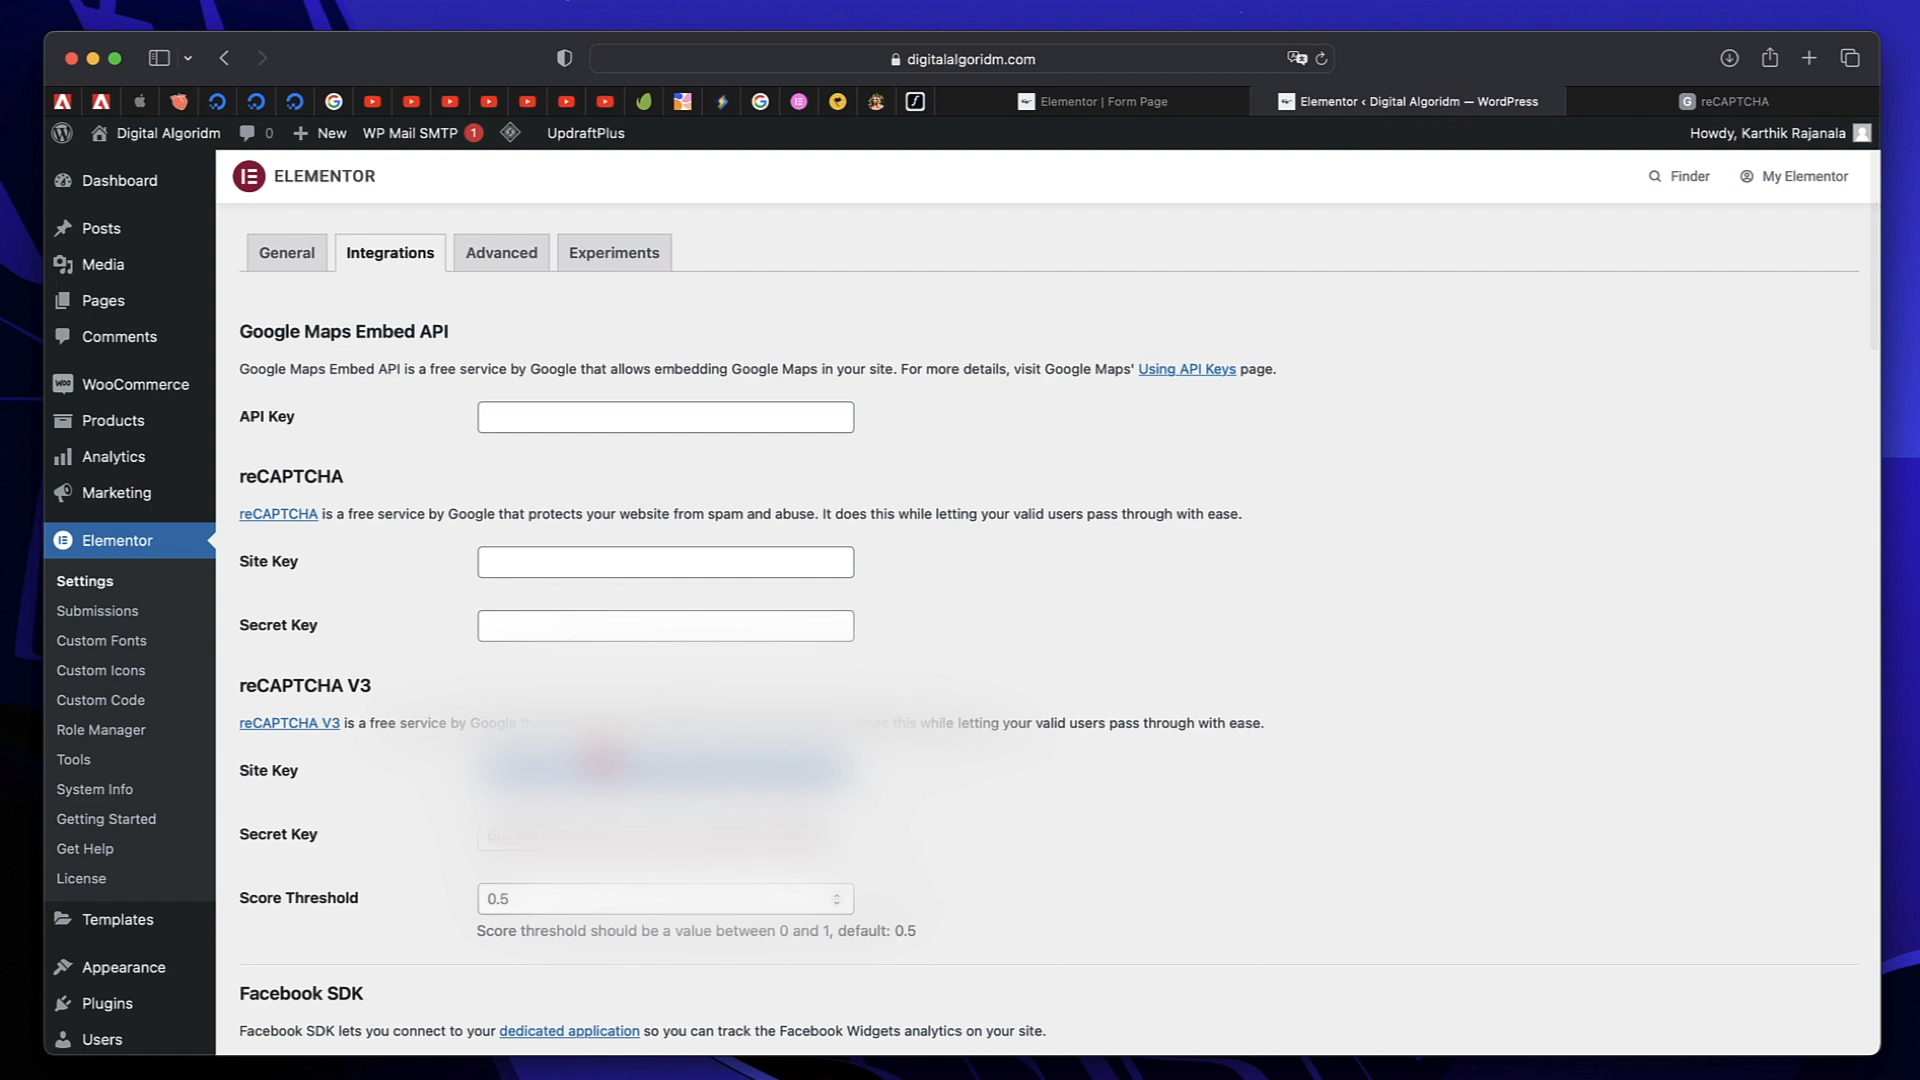 digitalalgoridm.com
Elementor | Form Page
Elementor ‹ Digital Algoridm — WordPress
G reCAPTCHA
Digital Algoridm
0
New
WP Mail SMTP 1
UpdraftPlus
Howdy, Karthik Rajanala
Dashboard
Posts
Media
Pages
Comments
WooCommerce
Products
Analytics
Marketing
Elementor
Settings
Submissions
Custom Fonts
Custom Icons
Custom Code
Role Manager
Tools
System Info
Getting Started
Get Help
License
Templates
Appearance
Plugins
Users
ELEMENTOR
Finder
My Elementor
General
Integrations
Advanced
Experiments
Google Maps Embed API
Google Maps Embed API is a free service by Google that allows embedding Google Maps in your site. For more details, visit Google Maps' Using API Keys page.
API Key
reCAPTCHA
reCAPTCHA is a free service by Google that protects your website from spam and abuse. It does this while letting your valid users pass through with ease.
Site Key
Secret Key
reCAPTCHA V3
reCAPTCHA V3 is a free service by Google that this while letting your valid users pass through with ease.
Site Key
Secret Key
Score Threshold
0.5
Score threshold should be a value between 0 and 1, default: 0.5
Facebook SDK
Facebook SDK lets you connect to your dedicated application so you can track the Facebook Widgets analytics on your site.